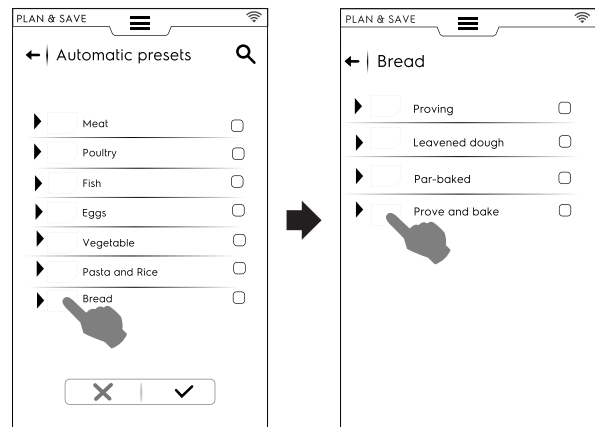 PLAN & SAVE
Automatic presets
Meat
Poultry
Fish
Eggs
Vegetable
Pasta and Rice
Bread
PLAN & SAVE
Bread
Proving
Leavened dough
Par-baked
Prove and bake